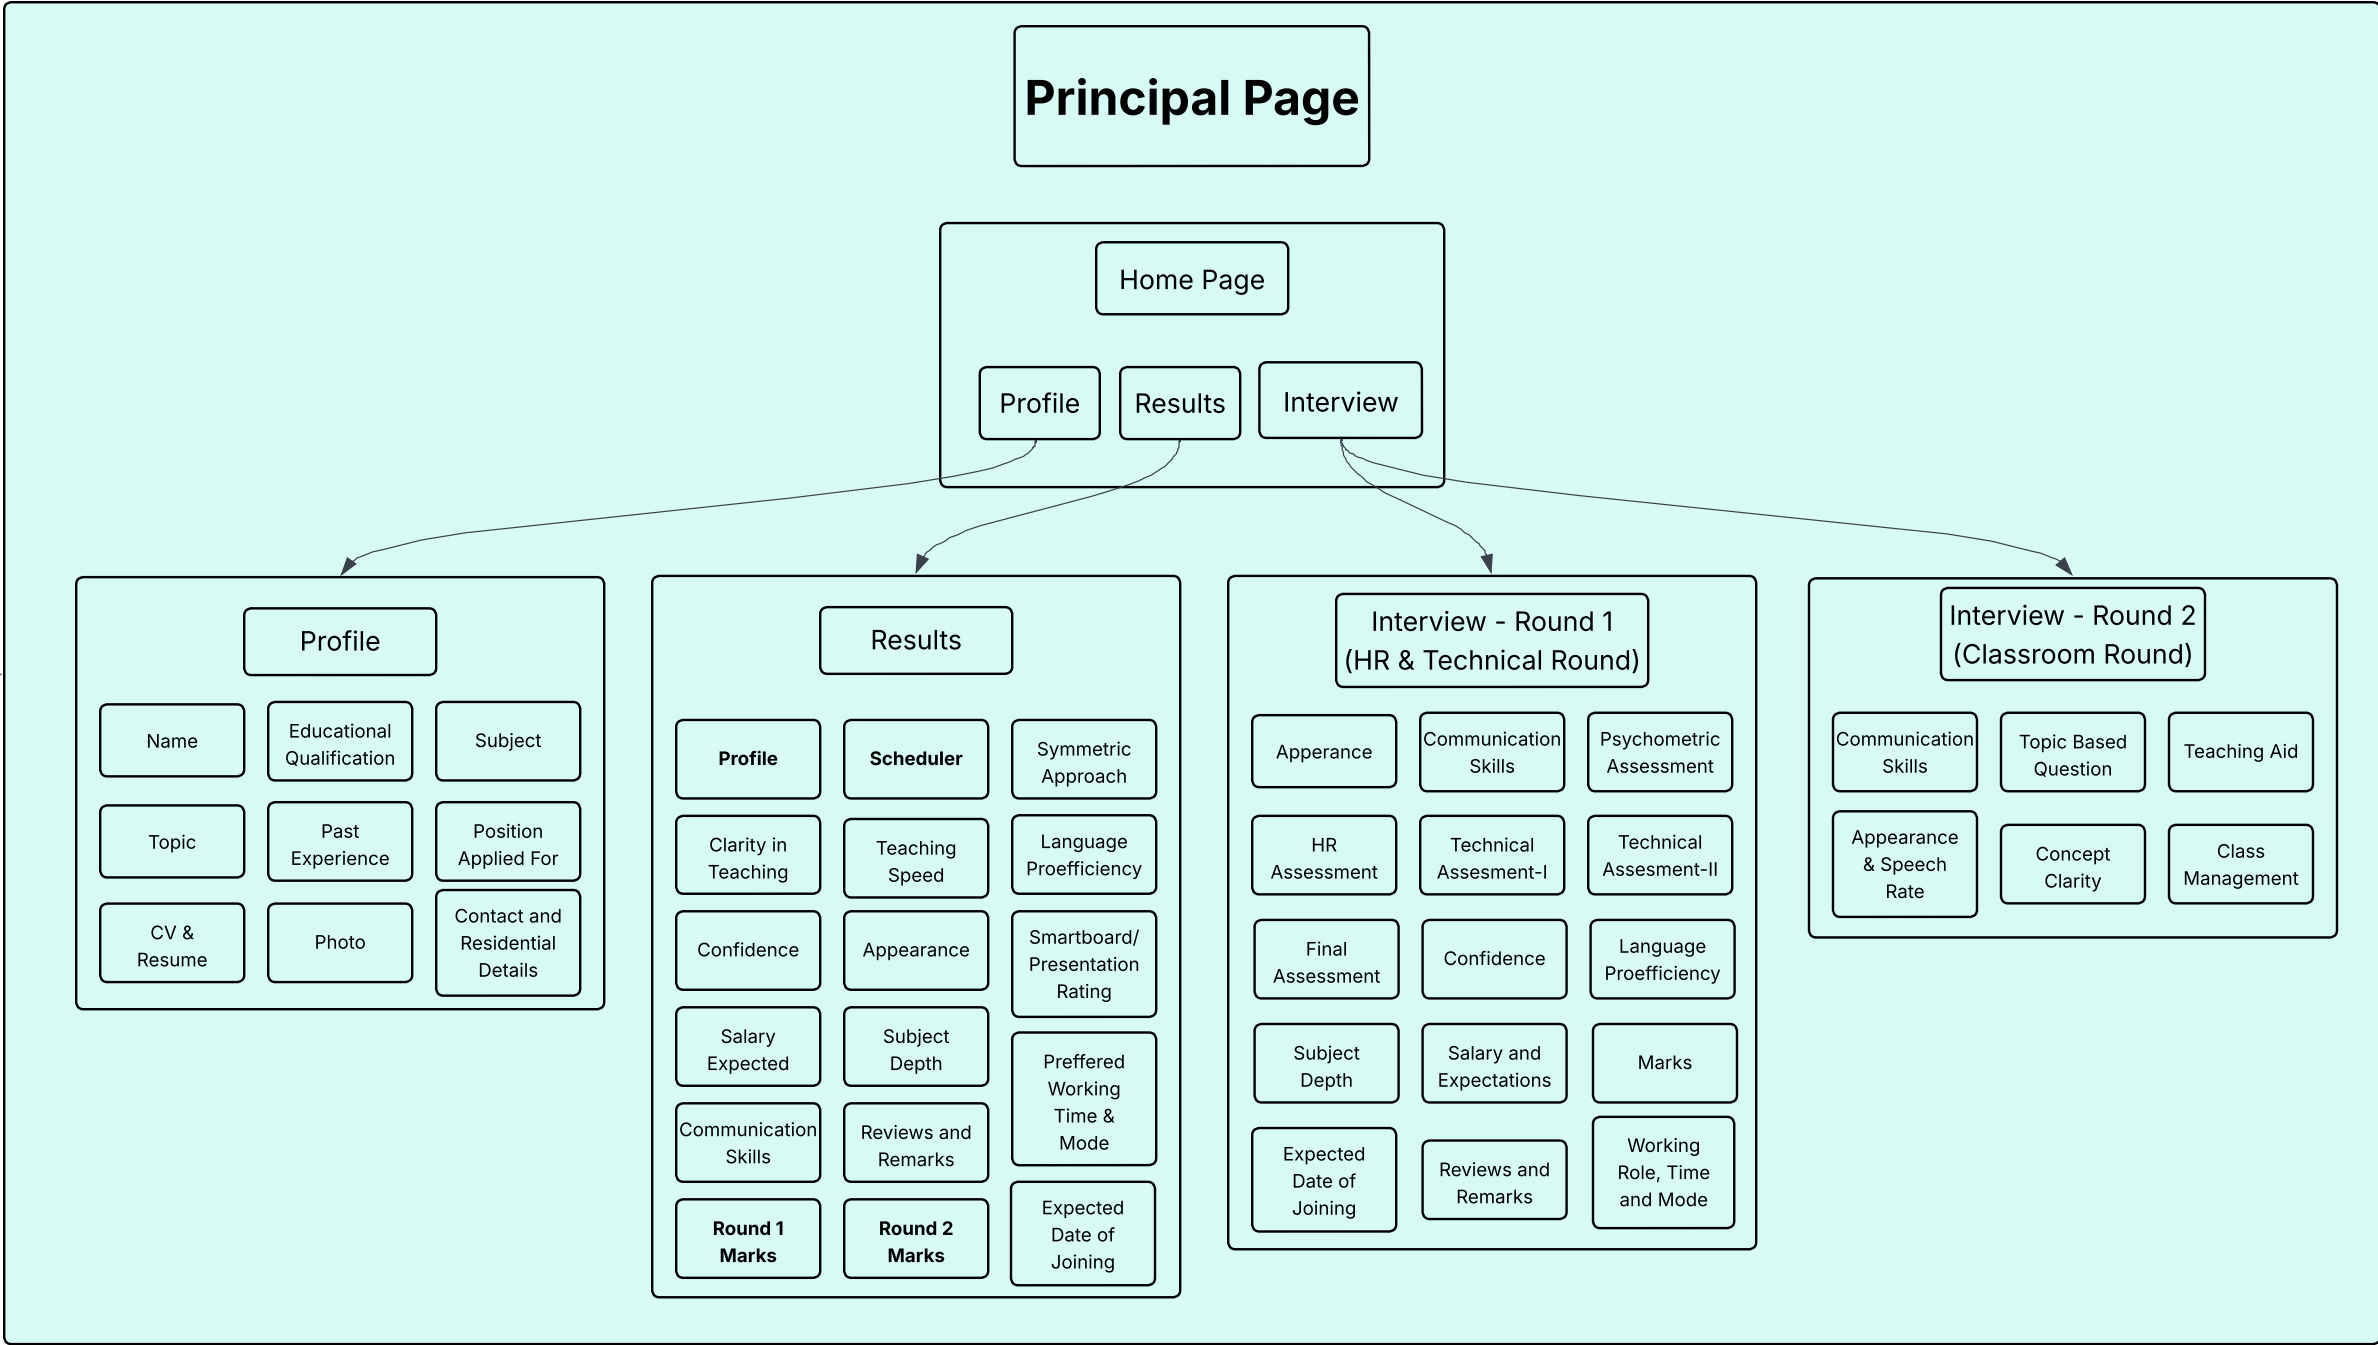 Principal Page
Home Page
Profile
Results
Interview
Profile
Name
Educational
Qualification
Subject
Topic
Past
Experience
Position
Applied For
CV &
Resume
Photo
Contact and
Residential
Details
Results
Profile
Scheduler
Symmetric
Approach
Clarity in
Teaching
Teaching
Speed
Language
Proefficiency
Confidence
Appearance
Smartboard/
Presentation
Rating
Salary
Expected
Subject
Depth
Preffered
Working
Time &
Mode
Communication
Skills
Reviews and
Remarks
Round 1
Marks
Round 2
Marks
Expected
Date of
Joining
Interview - Round 1
(HR & Technical Round)
Apperance
Communication
Skills
Psychometric
Assessment
HR
Assessment
Technical
Assesment-I
Technical
Assesment-II
Final
Assessment
Confidence
Language
Proefficiency
Subject
Depth
Salary and
Expectations
Marks
Expected
Date of
Joining
Reviews and
Remarks
Working
Role, Time
and Mode
Interview - Round 2
(Classroom Round)
Communication
Skills
Topic Based
Question
Teaching Aid
Appearance
& Speech
Rate
Concept
Clarity
Class
Management